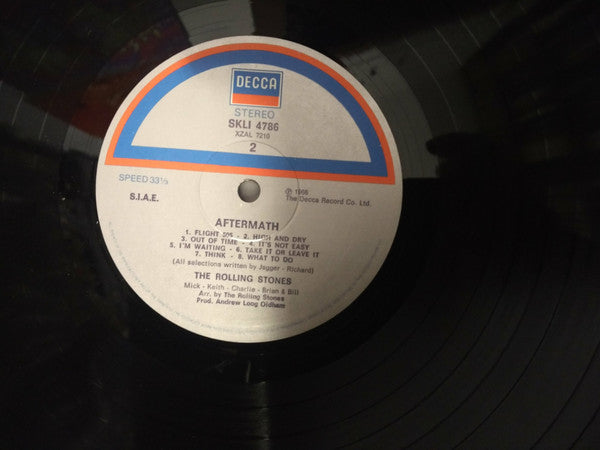 DECCA
STEREO
SKLI 4786
XZAL 7210
2
SPEED 33⅓
S.I.A.E.
℗ 1966
The Decca Record Co. Ltd.
AFTERMATH
1. FLIGHT 505 - 2. HIGH AND DRY
3. OUT OF TIME - 4. IT'S NOT EASY
5. I'M WAITING - 6. TAKE IT OR LEAVE IT
7. THINK - 8. WHAT TO DO
(All selections written by Jagger - Richard)
THE ROLLING STONES
Mick - Keith - Charlie - Brian & Bill
Arr. by The Rolling Stones
Prod. Andrew Loog Oldham